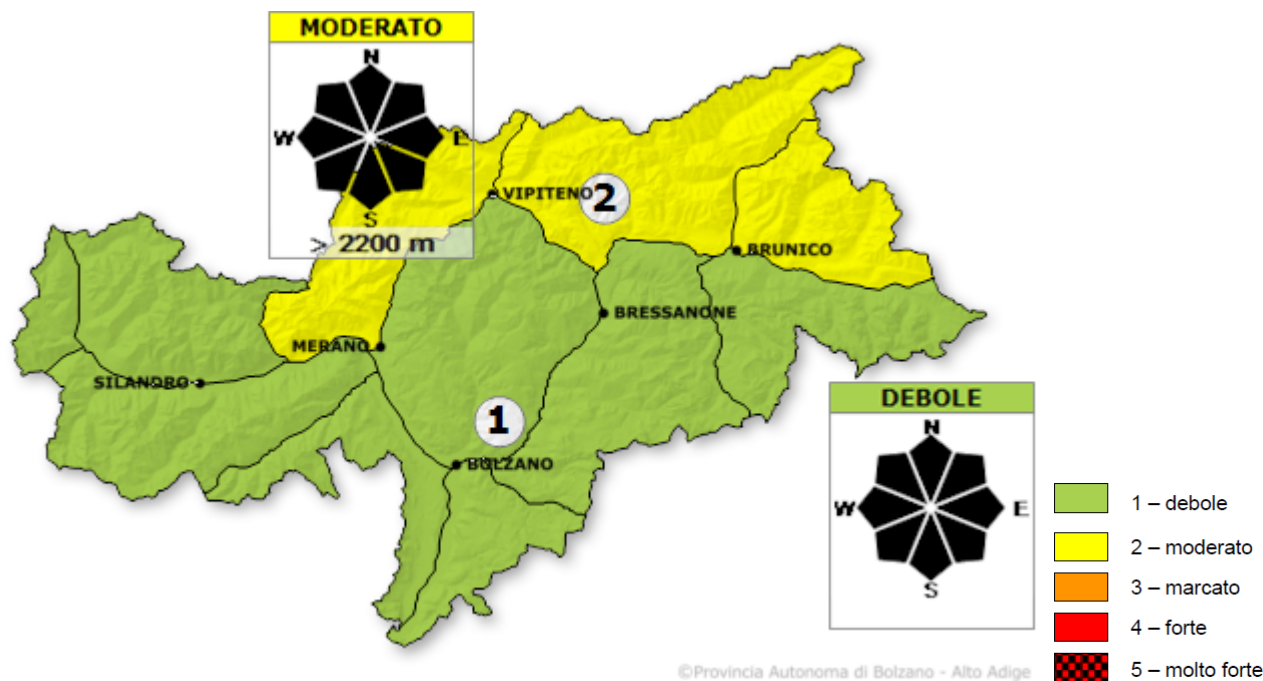 MODERATO
N
W
E
S
> 2200 m
VIPITENO
2
BRUNICO
BRESSANONE
MERANO
SILANDRO
1
BOLZANO
DEBOLE
N
W
E
S
1 – debole
2 – moderato
3 – marcato
4 – forte
5 – molto forte
©Provincia Autonoma di Bolzano - Alto Adige